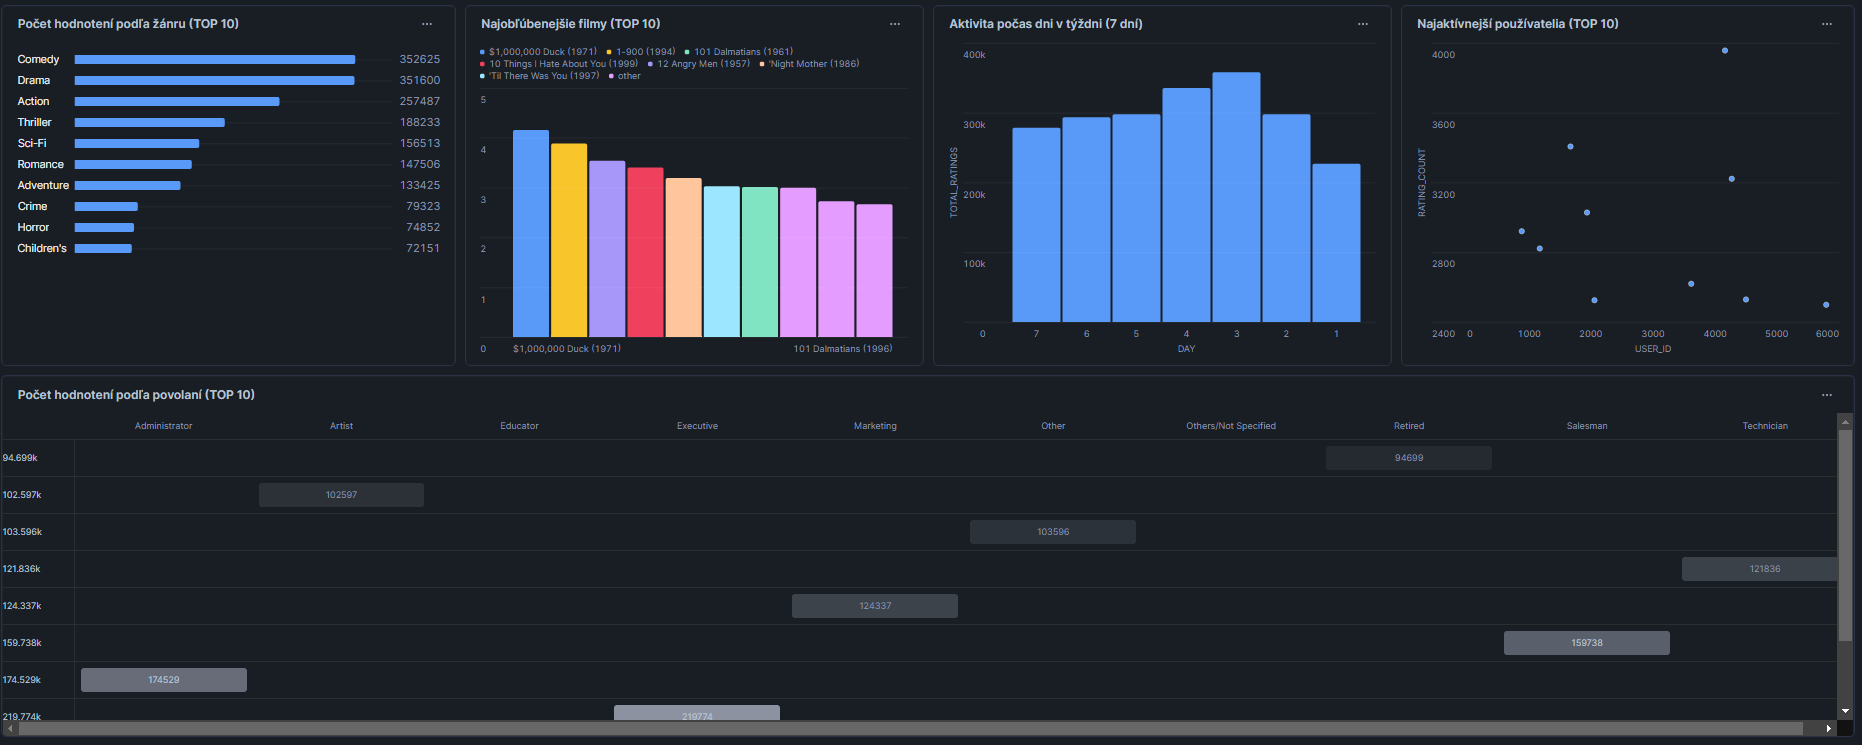 Počet hodnotení podľa žánru (TOP 10)
Comedy 352625
Drama 351600
Action 257487
Thriller 188233
Sci-Fi 156513
Romance 147506
Adventure 133425
Crime 79323
Horror 74852
Children's 72151
Najobľúbenejšie filmy (TOP 10)
$1,000,000 Duck (1971) 1-900 (1994) 101 Dalmatians (1961)
10 Things I Hate About You (1999) 12 Angry Men (1957) 'Night Mother (1986)
'Til There Was You (1997) other
5
4
3
2
1
0
$1,000,000 Duck (1971) 101 Dalmatians (1996)
Aktivita počas dni v týždni (7 dní)
400k
300k
200k
100k
0
TOTAL_RATINGS
7 6 5 4 3 2 1
DAY
Najaktívnejší používatelia (TOP 10)
4000
3600
3200
2800
2400
RATING_COUNT
0 1000 2000 3000 4000 5000 6000
USER_ID
Počet hodnotení podľa povolaní (TOP 10)
Administrator Artist Educator Executive Marketing Other Others/Not Specified Retired Salesman Technician
94.699k 94699
102.597k 102597
103.596k 103596
121.836k 121836
124.337k 124337
159.738k 159738
174.529k 174529
219.774k 219774